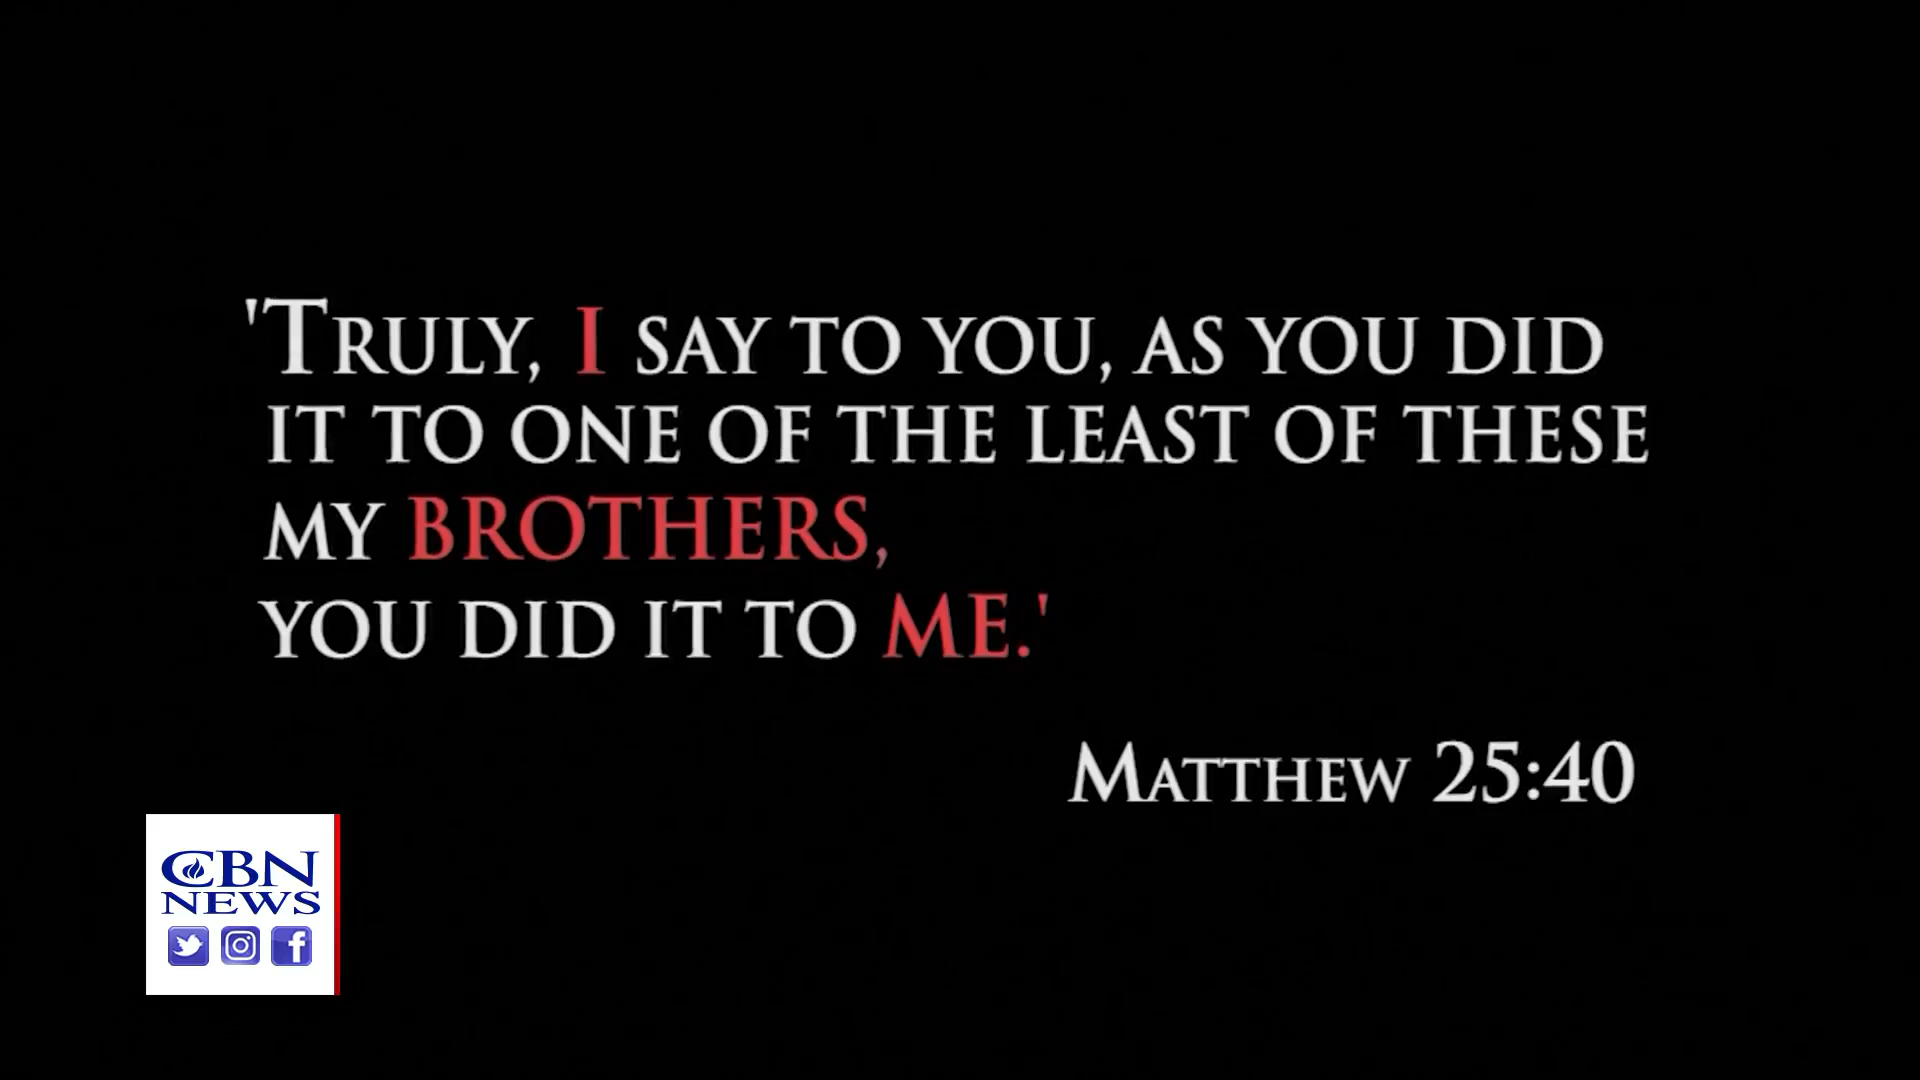 'TRULY, I SAY TO YOU, AS YOU DID
IT TO ONE OF THE LEAST OF THESE
MY BROTHERS,
YOU DID IT TO ME.'
MATTHEW 25:40
CBN
NEWS